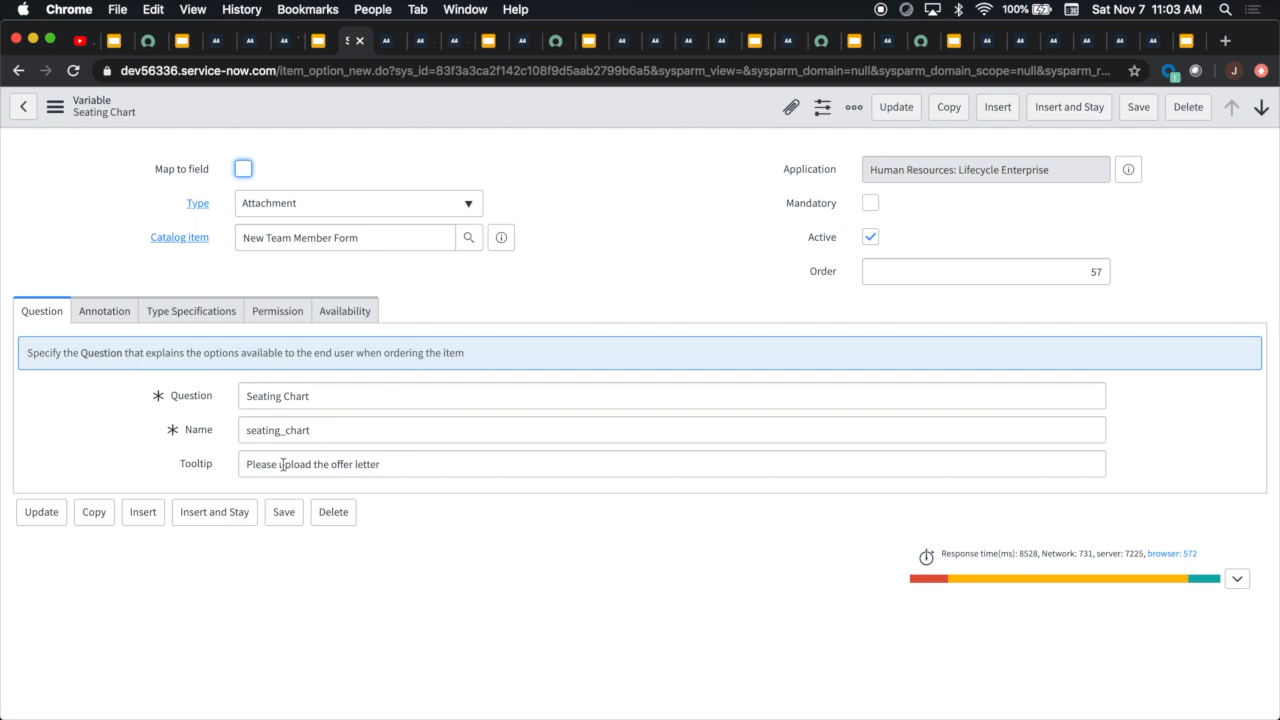 Chrome File Edit View History Bookmarks People Tab Window Help 100% Sat Nov 7 11:03 AM
S
dev56336.service-now.com/item_option_new.do?sys_id=83f3a3ca2f142c108f9d5aab2799b6a5&sysparm_view=&sysparm_domain=null&sysparm_domain_scope=null&sysparm_r... J
Variable
Seating Chart
Update Copy Insert Insert and Stay Save Delete
Map to field
Application Human Resources: Lifecycle Enterprise
Type Attachment
Mandatory
Catalog item New Team Member Form
Active
Order 57
Question Annotation Type Specifications Permission Availability
Specify the Question that explains the options available to the end user when ordering the item
Question Seating Chart
Name seating_chart
Tooltip Please upload the offer letter
Update Copy Insert Insert and Stay Save Delete
Response time(ms): 8528, Network: 731, server: 7225, browser: 572